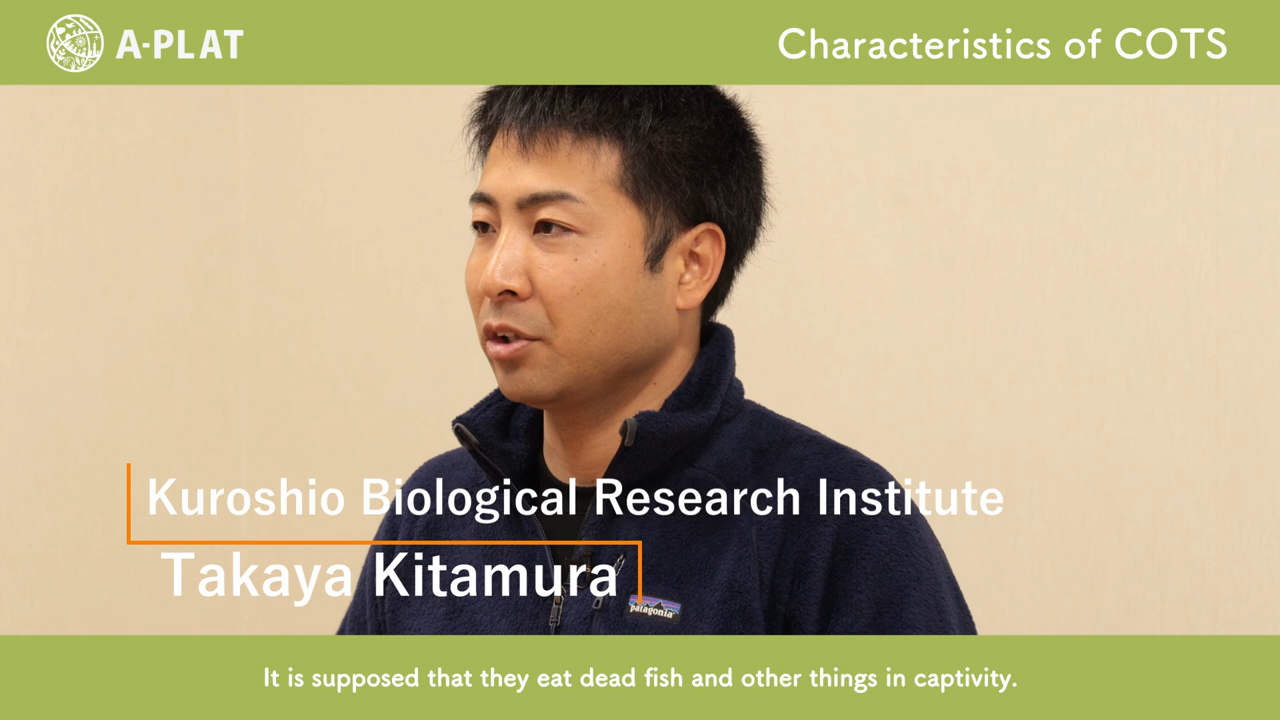 A-PLAT
Characteristics of COTS
Kuroshio Biological Research Institute
Takaya Kitamura
patagonia
It is supposed that they eat dead fish and other things in captivity.